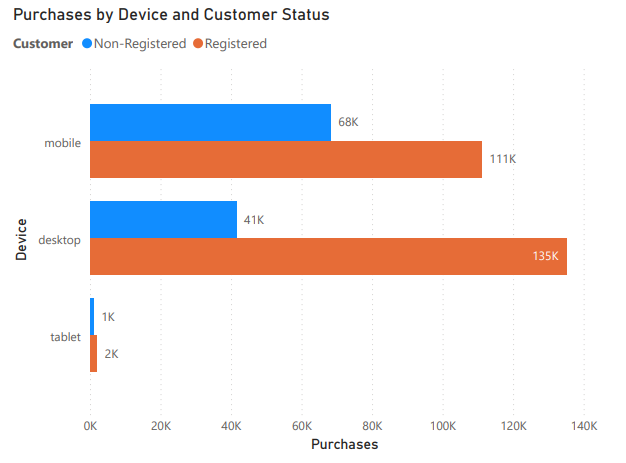 Purchases by Device and Customer Status
Customer Non-Registered Registered
mobile
68K
111K
Device
desktop
41K
135K
tablet
1K
2K
0K 20K 40K 60K 80K 100K 120K 140K
Purchases